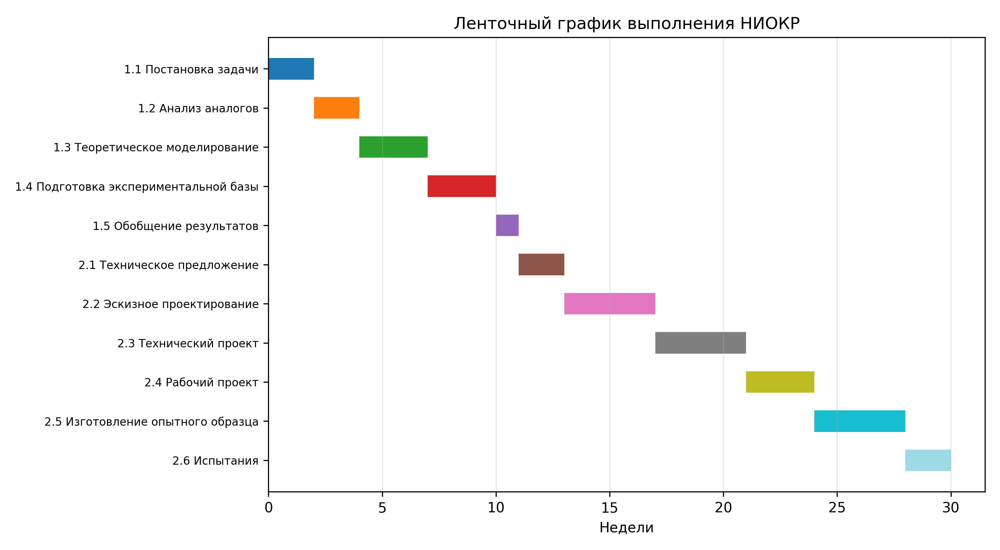 Ленточный график выполнения НИОКР
1.1 Постановка задачи
1.2 Анализ аналогов
1.3 Теоретическое моделирование
1.4 Подготовка экспериментальной базы
1.5 Обобщение результатов
2.1 Техническое предложение
2.2 Эскизное проектирование
2.3 Технический проект
2.4 Рабочий проект
2.5 Изготовление опытного образца
2.6 Испытания
0 5 10 15 20 25 30
Недели